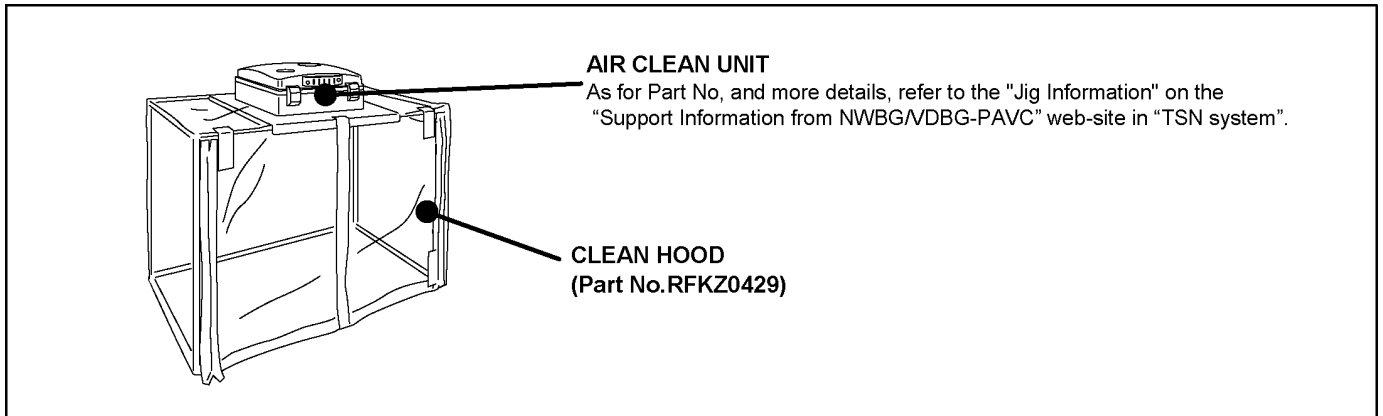 AIR CLEAN UNIT
As for Part No, and more details, refer to the "Jig Information" on the
“Support Information from NWBG/VDBG-PAVC” web-site in “TSN system”.
CLEAN HOOD
(Part No.RFKZ0429)